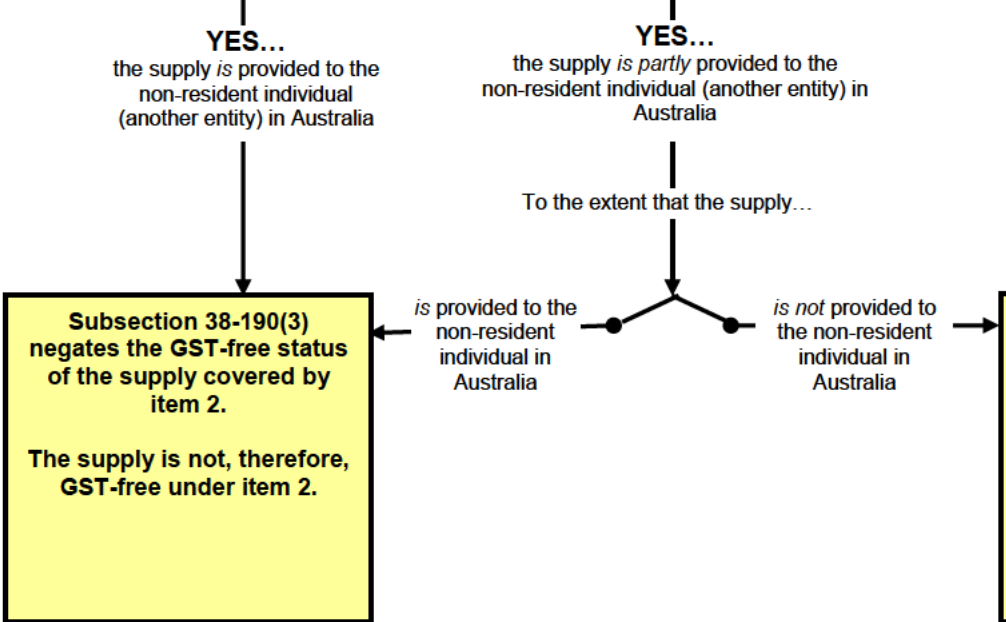 YES…
the supply is provided to the
non-resident individual
(another entity) in Australia
YES…
the supply is partly provided to the
non-resident individual (another entity) in
Australia
To the extent that the supply…
is provided to the
non-resident
individual in
Australia
is not provided to
the non-resident
individual in
Australia
Subsection 38-190(3)
negates the GST-free status
of the supply covered by
item 2.
The supply is not, therefore,
GST-free under item 2.